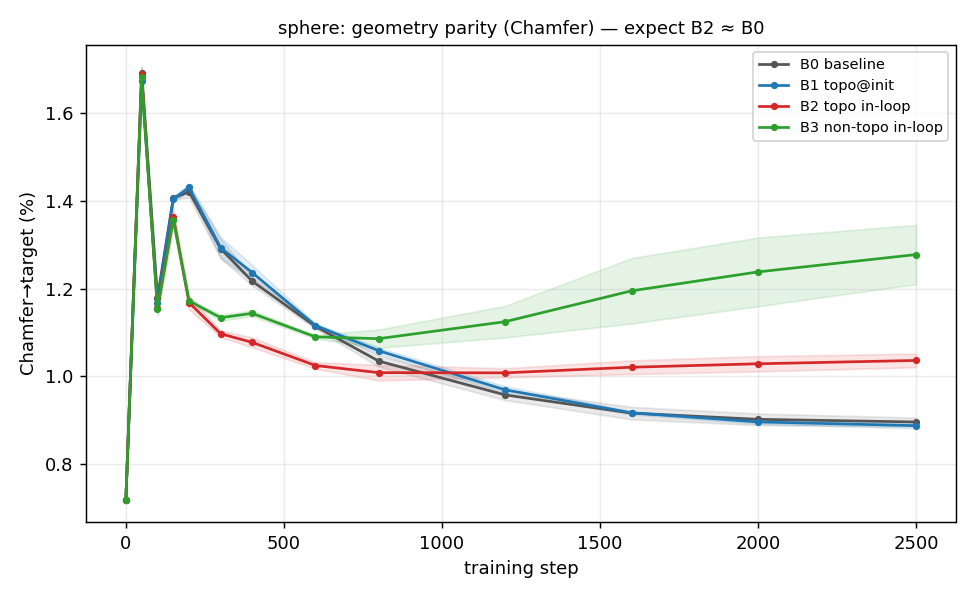 sphere: geometry parity (Chamfer) — expect B2 ≈ B0
B0 baseline
B1 topo@init
B2 topo in-loop
B3 non-topo in-loop
Chamfer→target (%)
1.6
1.4
1.2
1.0
0.8
0
500
1000
1500
2000
2500
training step